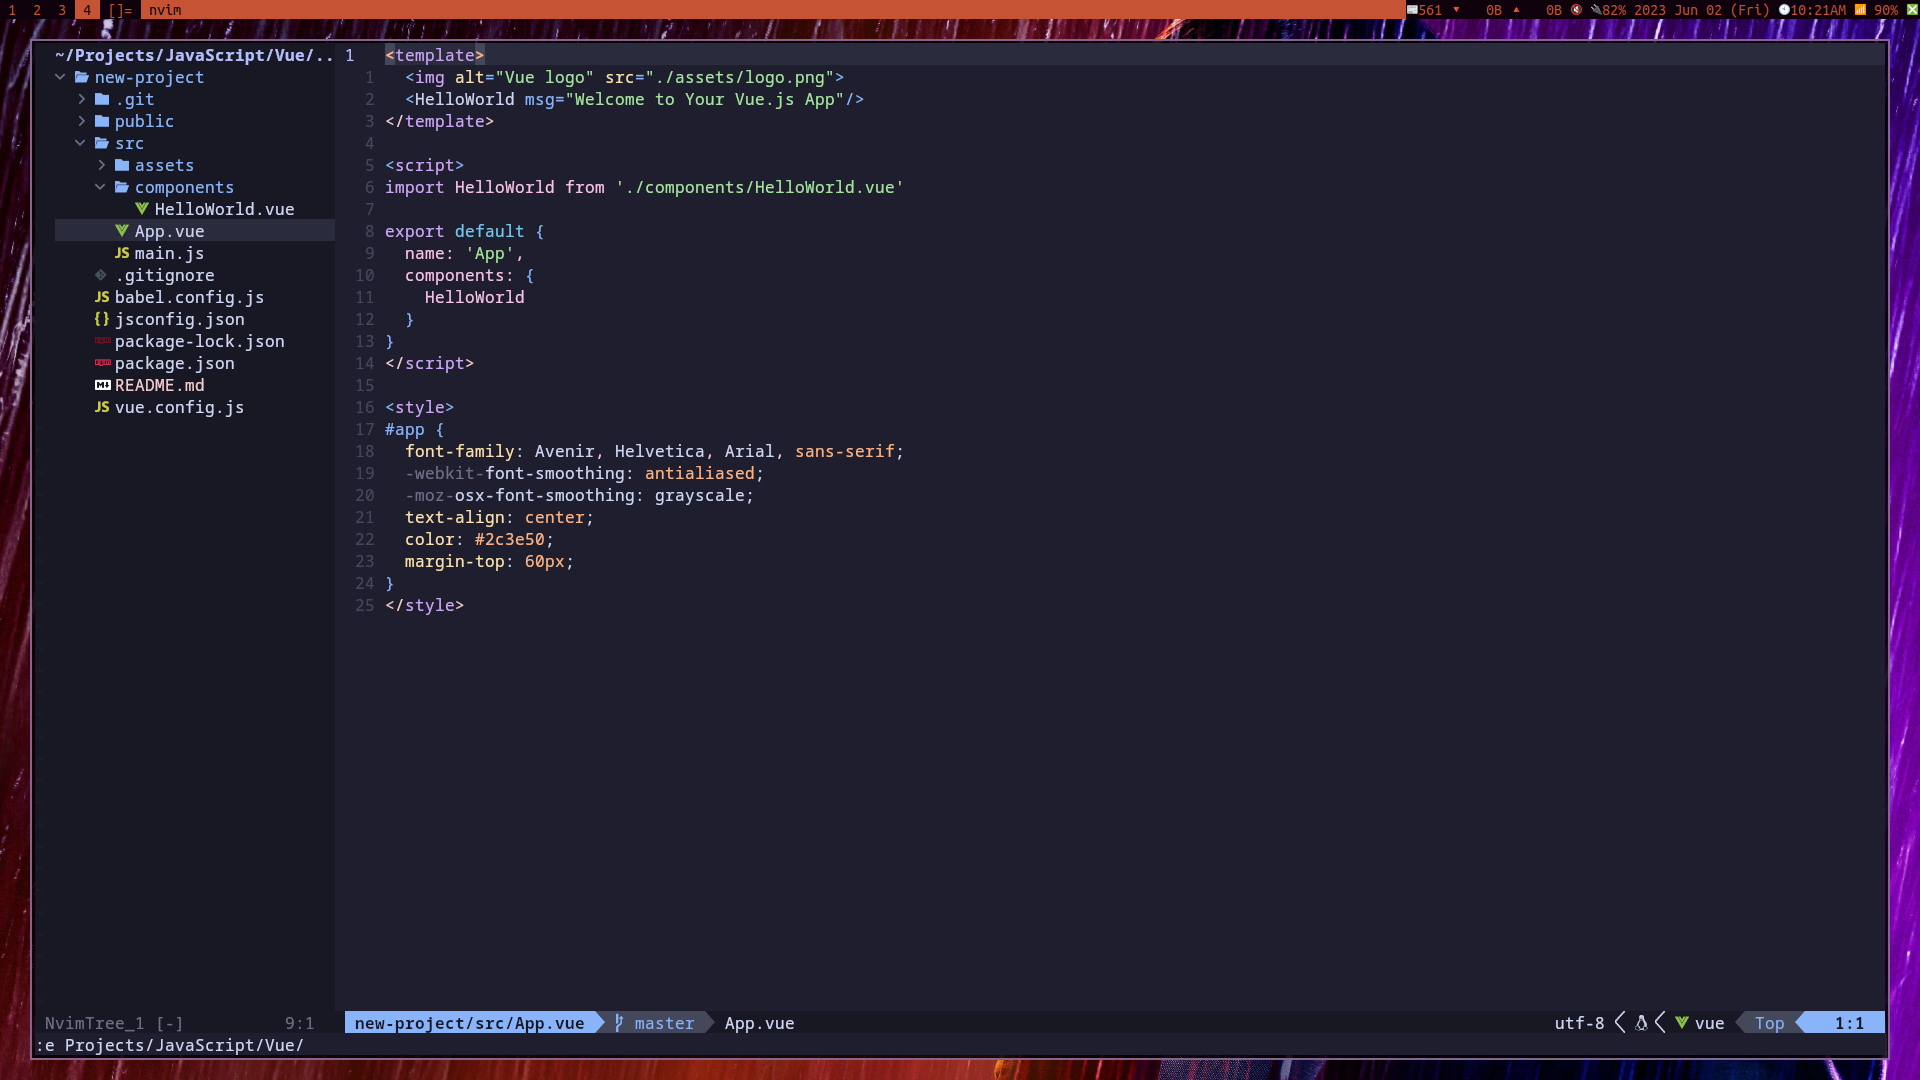 1 2 3 4 []= nvim 561 ▼ 0B ▲ 0B 82% 2023 Jun 02 (Fri) 10:21AM 90%
~/Projects/JavaScript/Vue/..
new-project
.git
public
src
assets
components
HelloWorld.vue
App.vue
JS main.js
.gitignore
JS babel.config.js
{} jsconfig.json
package-lock.json
package.json
M↓ README.md
JS vue.config.js
1 <template>
1   <img alt="Vue logo" src="./assets/logo.png">
2   <HelloWorld msg="Welcome to Your Vue.js App"/>
3 </template>
4
5 <script>
6 import HelloWorld from './components/HelloWorld.vue'
7
8 export default {
9   name: 'App',
10   components: {
11     HelloWorld
12   }
13 }
14 </script>
15
16 <style>
17 #app {
18   font-family: Avenir, Helvetica, Arial, sans-serif;
19   -webkit-font-smoothing: antialiased;
20   -moz-osx-font-smoothing: grayscale;
21   text-align: center;
22   color: #2c3e50;
23   margin-top: 60px;
24 }
25 </style>
NvimTree_1 [-] 9:1 new-project/src/App.vue master App.vue utf-8 vue Top 1:1
:e Projects/JavaScript/Vue/